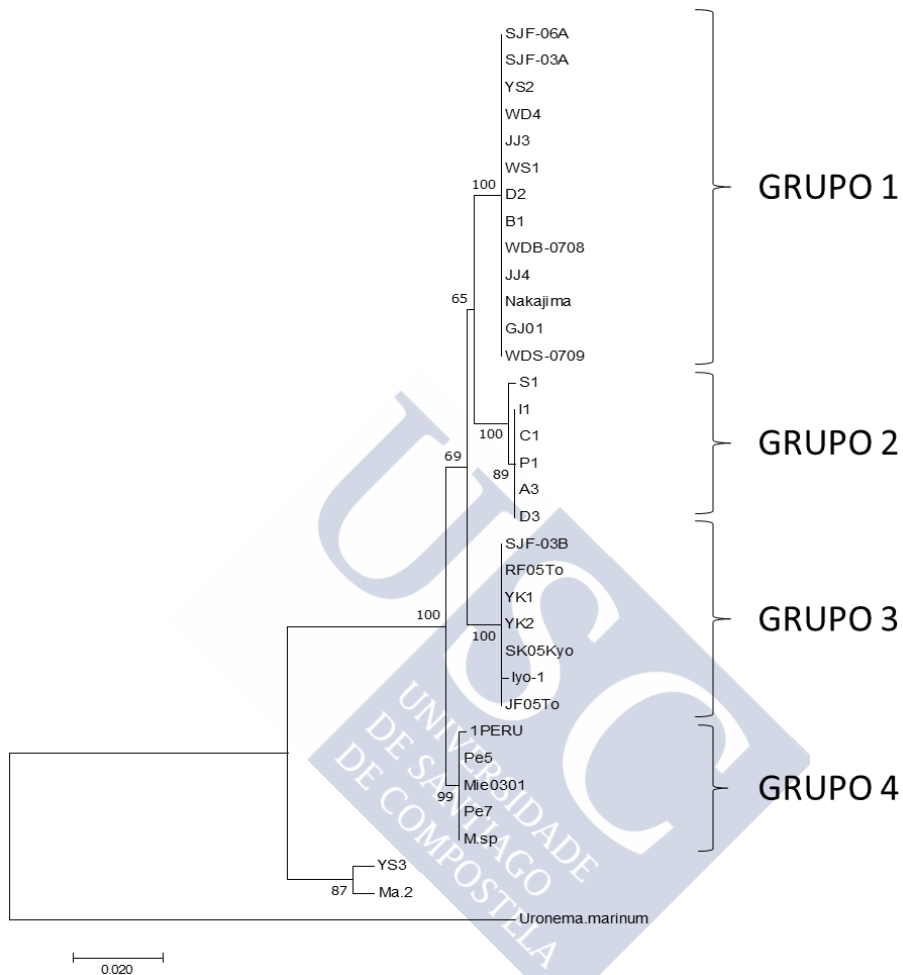 SJF-06A
SJF-03A
YS2
WD4
JJ3
WS1
100
D2
GRUPO 1
B1
WDB-0708
JJ4
65
Nakajima
GJ01
WDS-0709
S1
I1
100
C1
GRUPO 2
69
P1
89
A3
D3
SJF-03B
RF05To
YK1
100
YK2
GRUPO 3
100
SK05Kyo
Iyo-1
JF05To
1PERU
Pe5
99
Mie0301
GRUPO 4
Pe7
M.sp
YS3
87
Ma.2
Uronema.marinum
0.020
USC
UNIVERSIDADE
DE SANTIAGO
DE COMPOSTELA